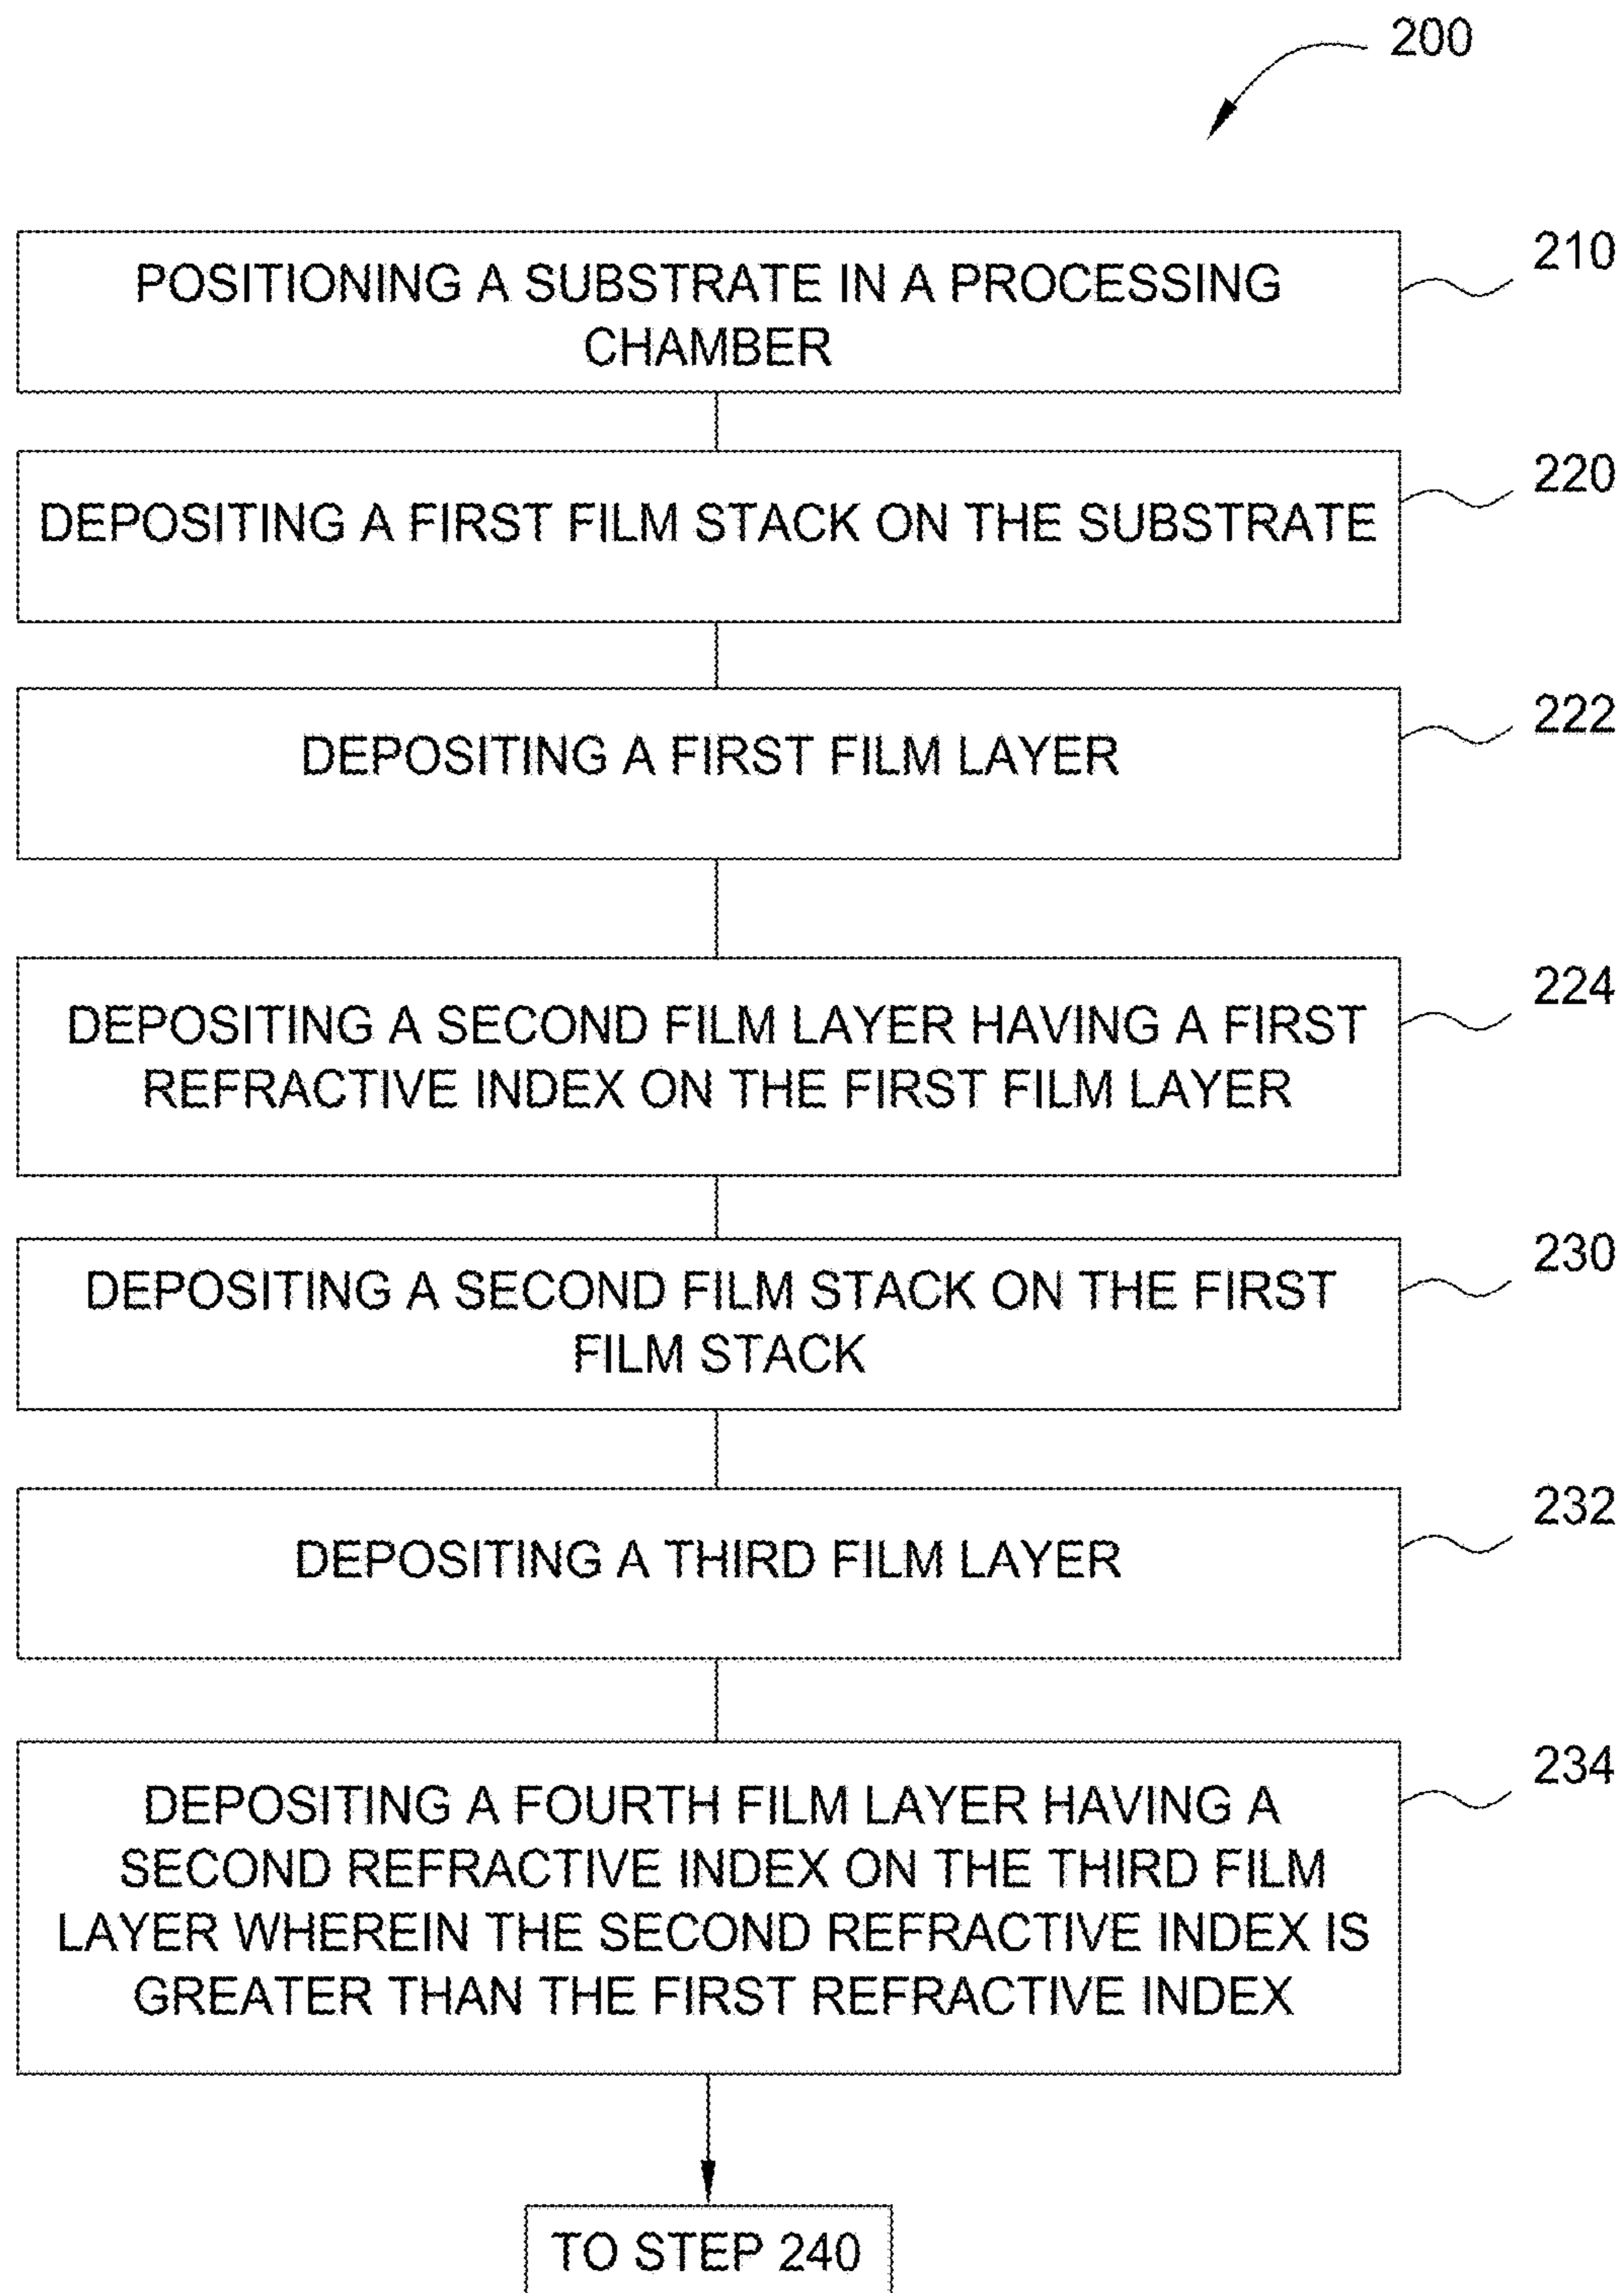 200
POSITIONING A SUBSTRATE IN A PROCESSING
CHAMBER
210
DEPOSITING A FIRST FILM STACK ON THE SUBSTRATE
220
DEPOSITING A FIRST FILM LAYER
222
DEPOSITING A SECOND FILM LAYER HAVING A FIRST
REFRACTIVE INDEX ON THE FIRST FILM LAYER
224
DEPOSITING A SECOND FILM STACK ON THE FIRST
FILM STACK
230
DEPOSITING A THIRD FILM LAYER
232
DEPOSITING A FOURTH FILM LAYER HAVING A
SECOND REFRACTIVE INDEX ON THE THIRD FILM
LAYER WHEREIN THE SECOND REFRACTIVE INDEX IS
GREATER THAN THE FIRST REFRACTIVE INDEX
234
TO STEP 240